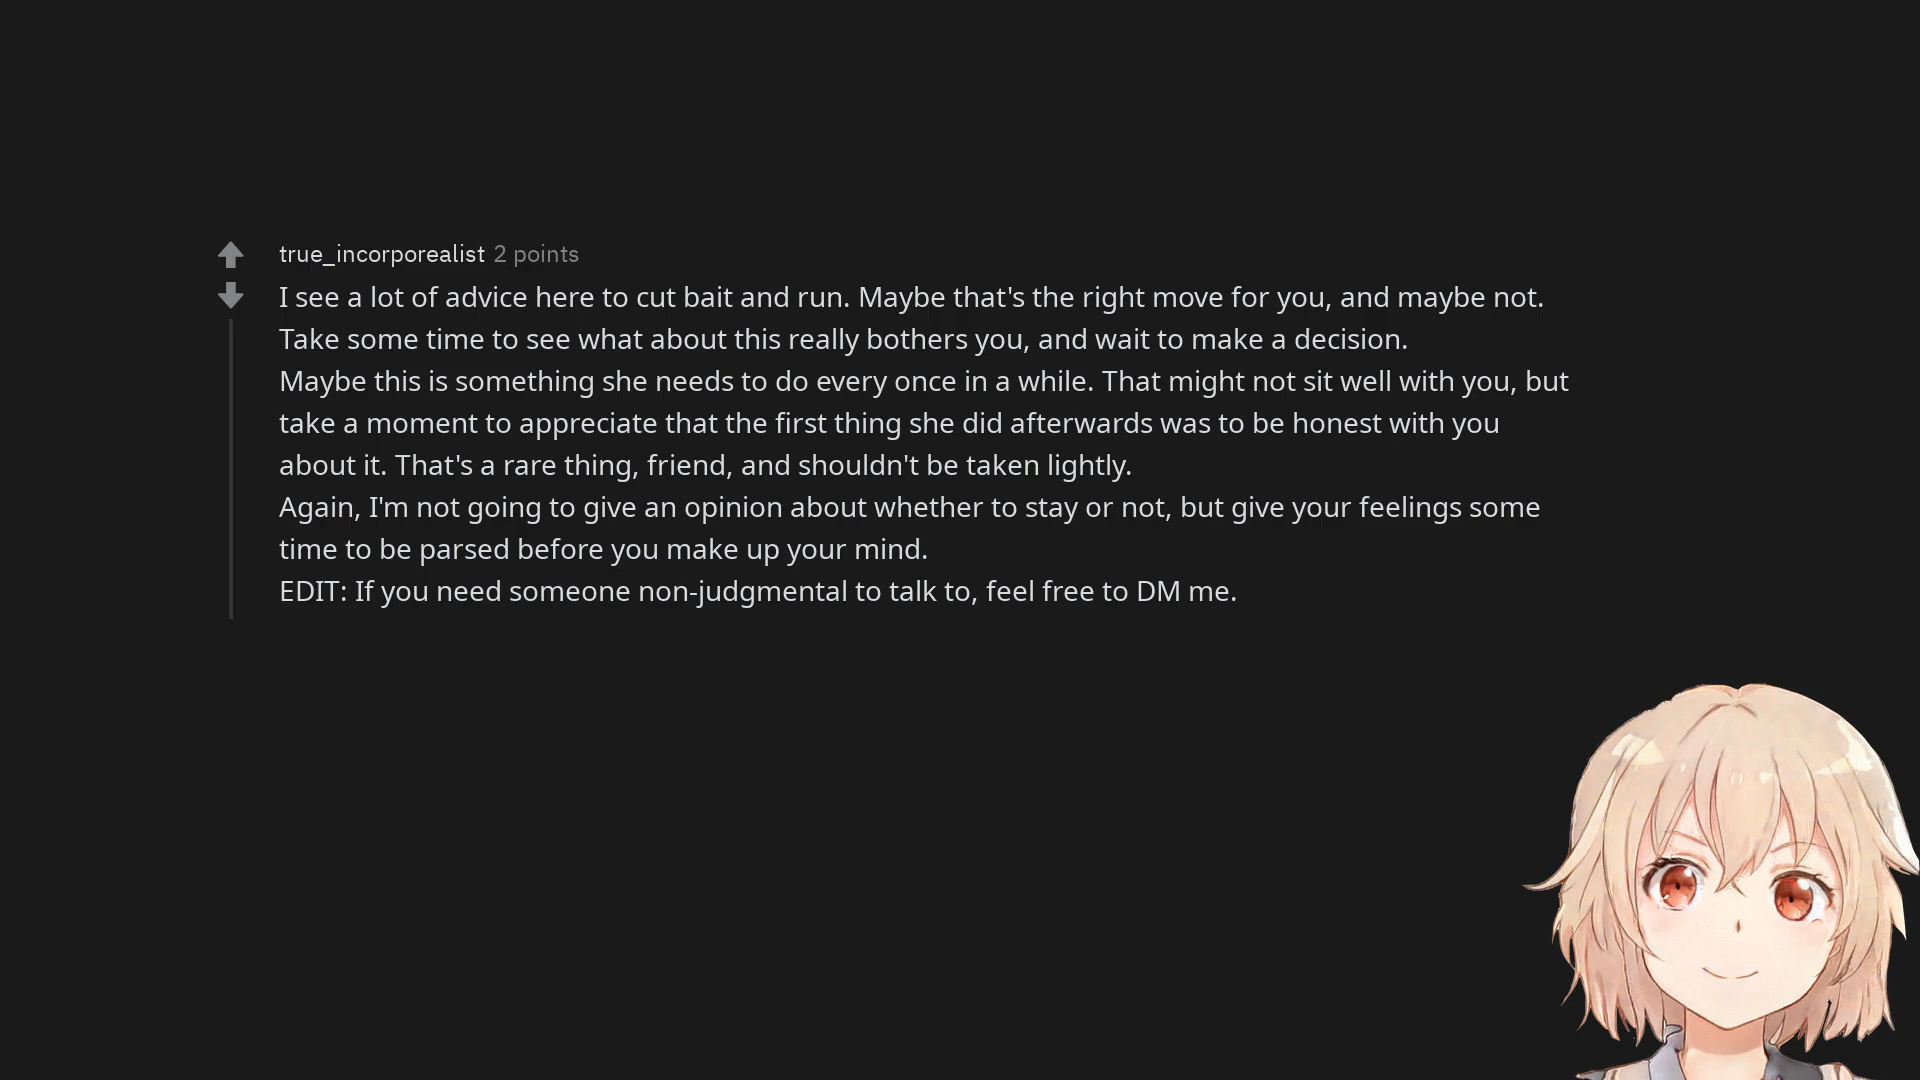 true_incorporealist 2 points
I see a lot of advice here to cut bait and run. Maybe that's the right move for you, and maybe not.
Take some time to see what about this really bothers you, and wait to make a decision.
Maybe this is something she needs to do every once in a while. That might not sit well with you, but
take a moment to appreciate that the first thing she did afterwards was to be honest with you
about it. That's a rare thing, friend, and shouldn't be taken lightly.
Again, I'm not going to give an opinion about whether to stay or not, but give your feelings some
time to be parsed before you make up your mind.
EDIT: If you need someone non-judgmental to talk to, feel free to DM me.